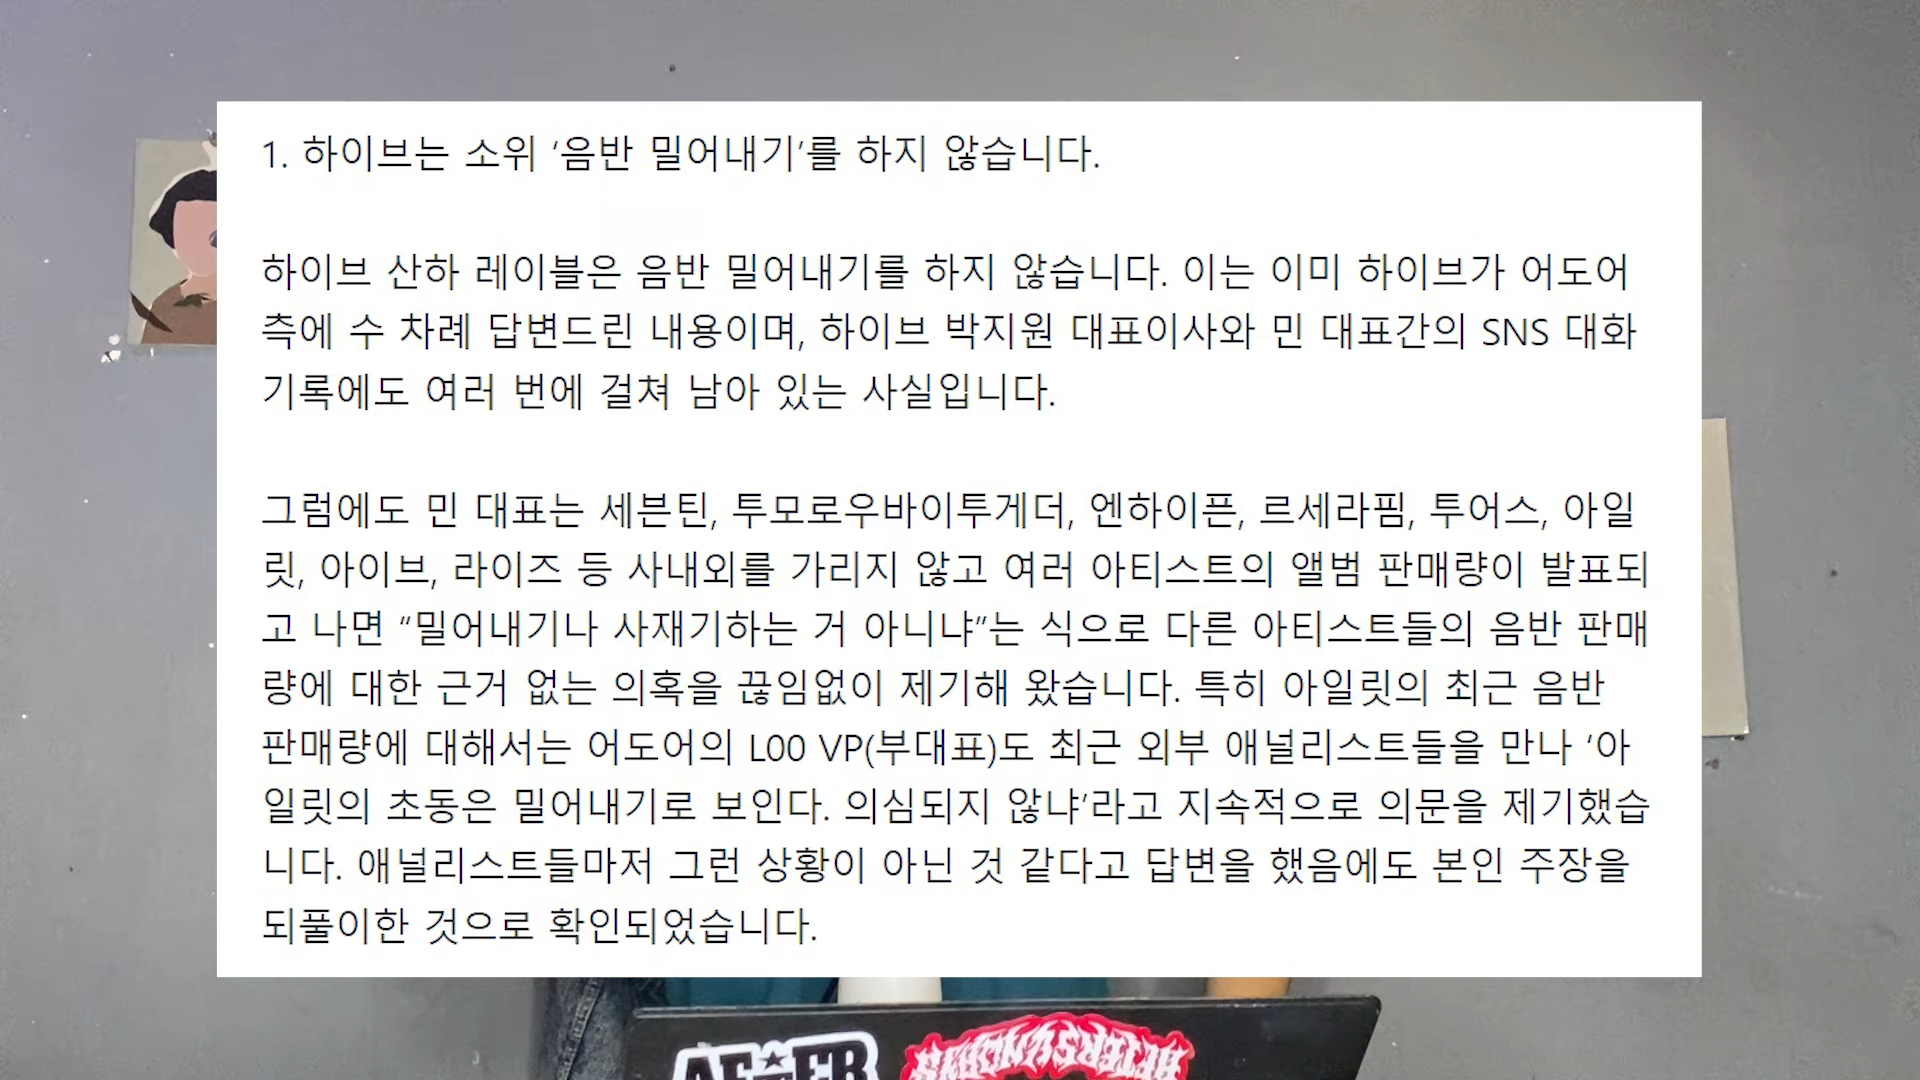 1. 하이브는 소위 ‘음반 밀어내기’를 하지 않습니다.
하이브 산하 레이블은 음반 밀어내기를 하지 않습니다. 이는 이미 하이브가 어도어
측에 수 차례 답변드린 내용이며, 하이브 박지원 대표이사와 민 대표간의 SNS 대화
기록에도 여러 번에 걸쳐 남아 있는 사실입니다.
그럼에도 민 대표는 세븐틴, 투모로우바이투게더, 엔하이픈, 르세라핌, 투어스, 아일
릿, 아이브, 라이즈 등 사내외를 가리지 않고 여러 아티스트의 앨범 판매량이 발표되
고 나면 “밀어내기나 사재기하는 거 아니냐”는 식으로 다른 아티스트들의 음반 판매
량에 대한 근거 없는 의혹을 끊임없이 제기해 왔습니다. 특히 아일릿의 최근 음반
판매량에 대해서는 어도어의 L00 VP(부대표)도 최근 외부 애널리스트들을 만나 ‘아
일릿의 초동은 밀어내기로 보인다. 의심되지 않냐’라고 지속적으로 의문을 제기했습
니다. 애널리스트들마저 그런 상황이 아닌 것 같다고 답변을 했음에도 본인 주장을
되풀이한 것으로 확인되었습니다.